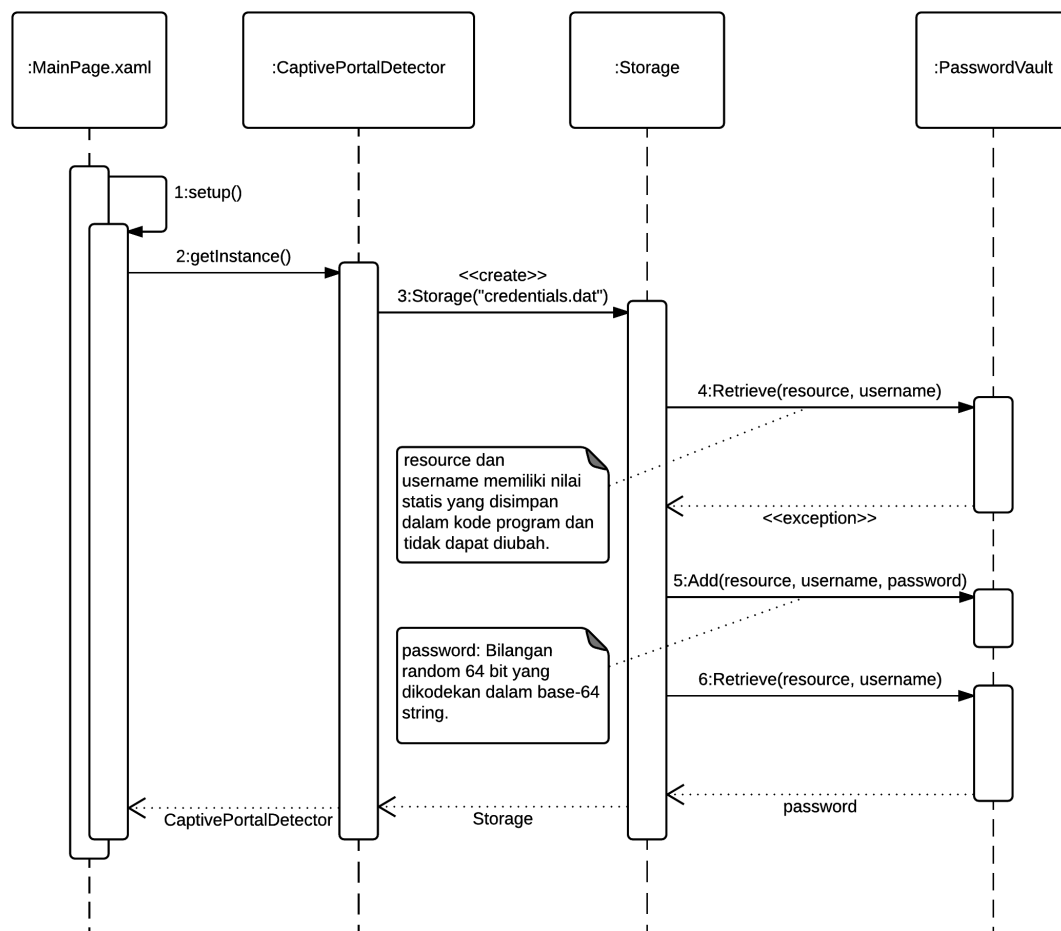 :MainPage.xaml
:CaptivePortalDetector
:Storage
:PasswordVault
1:setup()
2:getInstance()
<<create>>
3:Storage("credentials.dat")
4:Retrieve(resource, username)
resource dan
username memiliki nilai
statis yang disimpan
dalam kode program dan
tidak dapat diubah.
<<exception>>
5:Add(resource, username, password)
password: Bilangan
random 64 bit yang
dikodekan dalam base-64
string.
6:Retrieve(resource, username)
password
Storage
CaptivePortalDetector